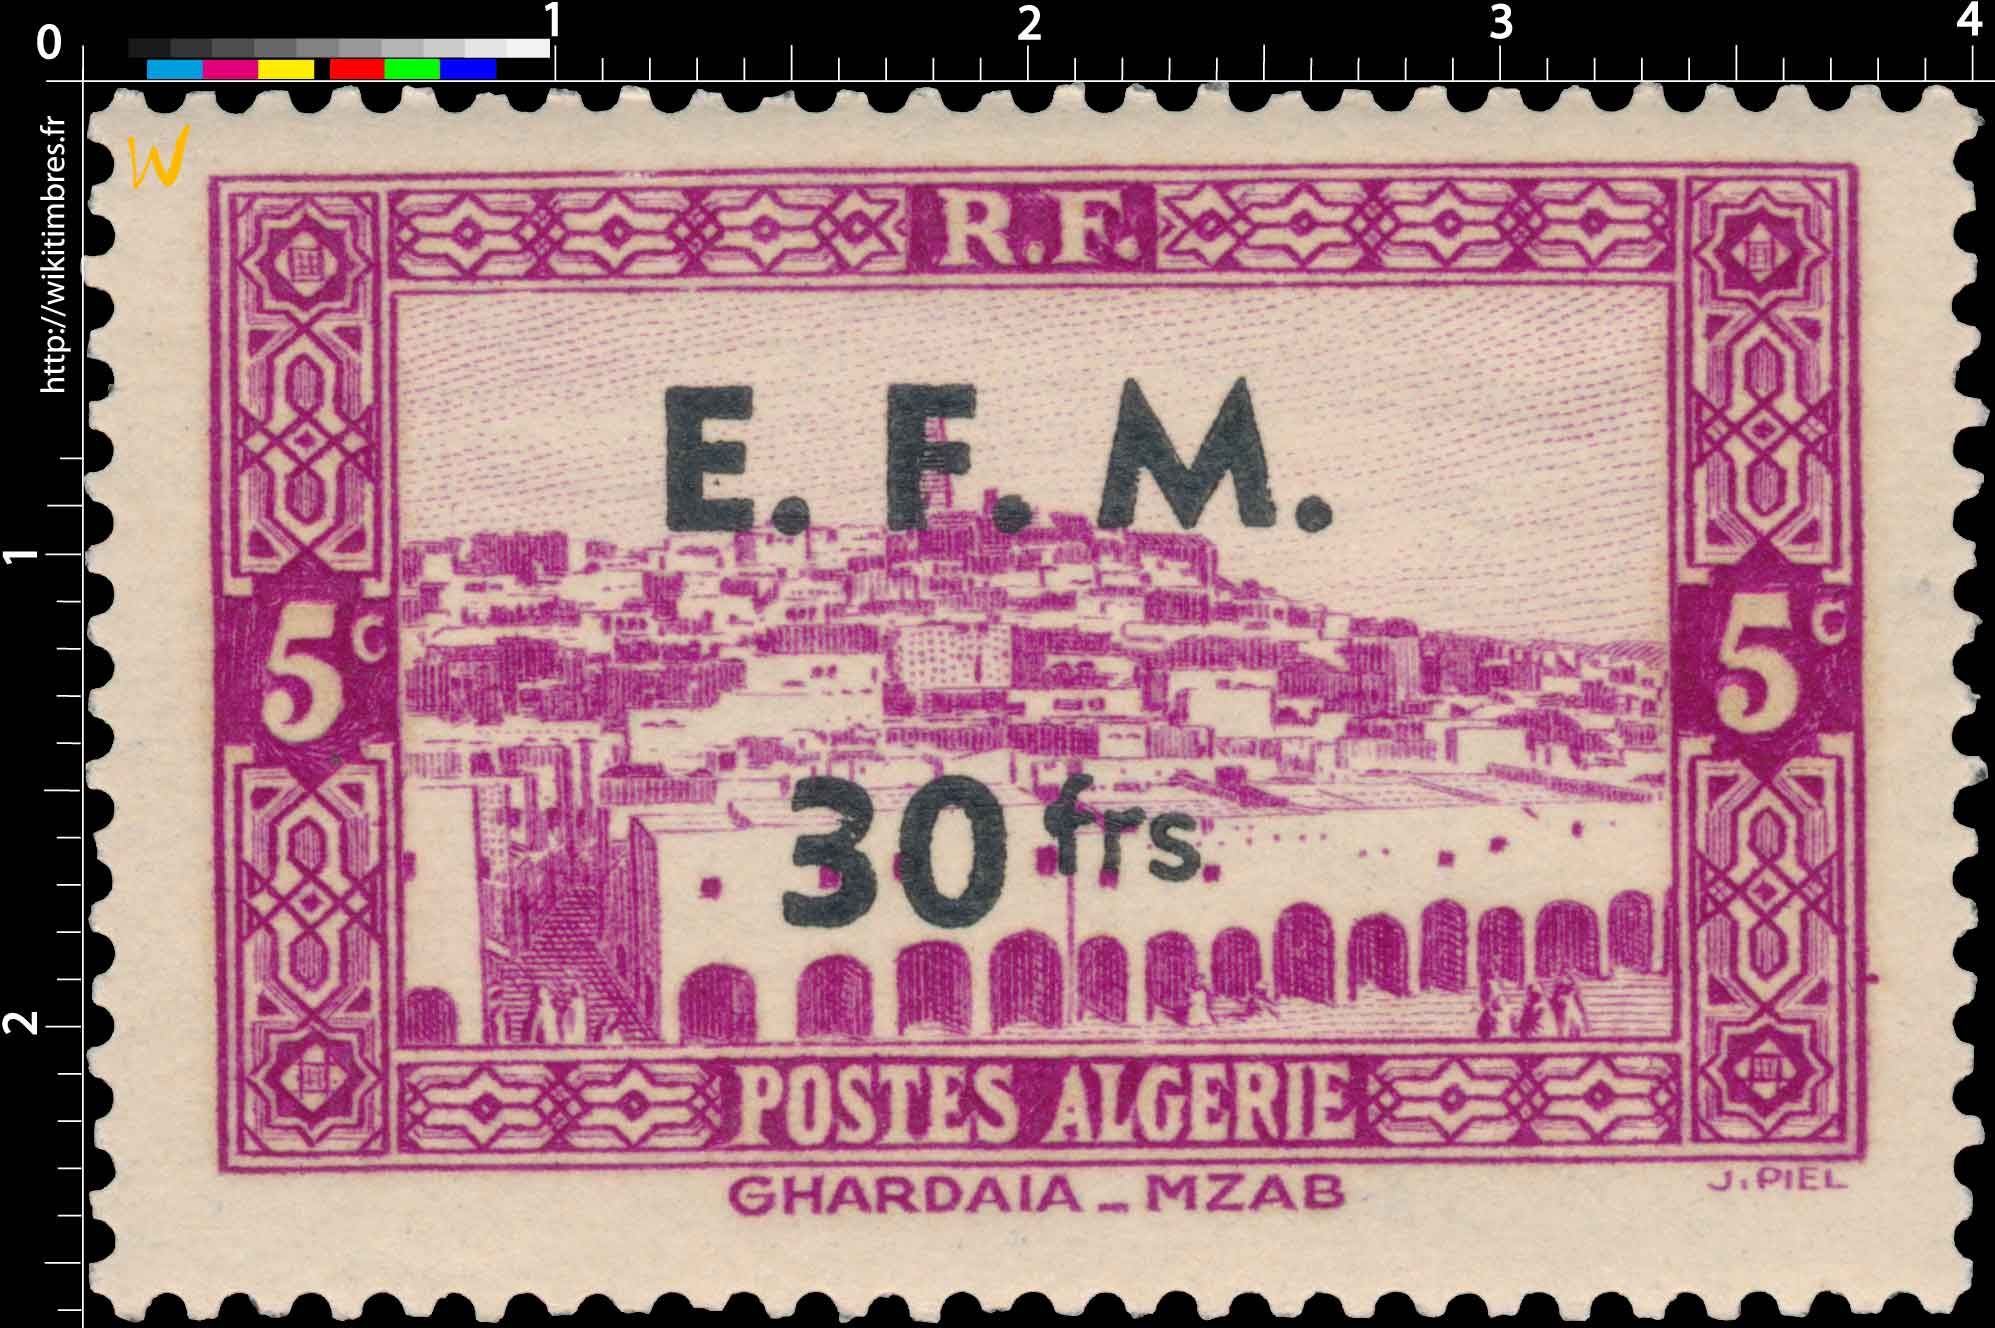 0 1 2 3 4
http://wikitimbres.fr
W
R.F.
E. F. M.
1
5c 5c
30 frs
2
POSTES ALGERIE
GHARDAIA - MZAB
J. PIEL